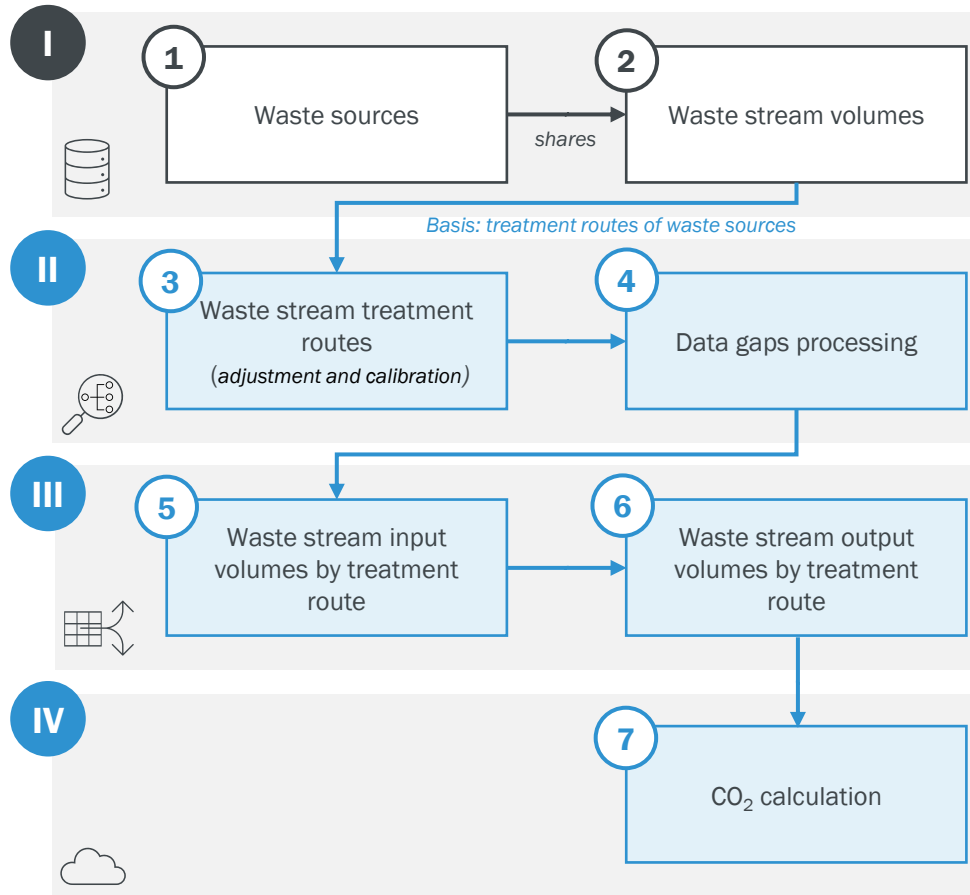 I
1
Waste sources
shares
2
Waste stream volumes
Basis: treatment routes of waste sources
II
3
Waste stream treatment
routes
(adjustment and calibration)
4
Data gaps processing
III
5
Waste stream input
volumes by treatment
route
6
Waste stream output
volumes by treatment
route
IV
7
CO₂ calculation